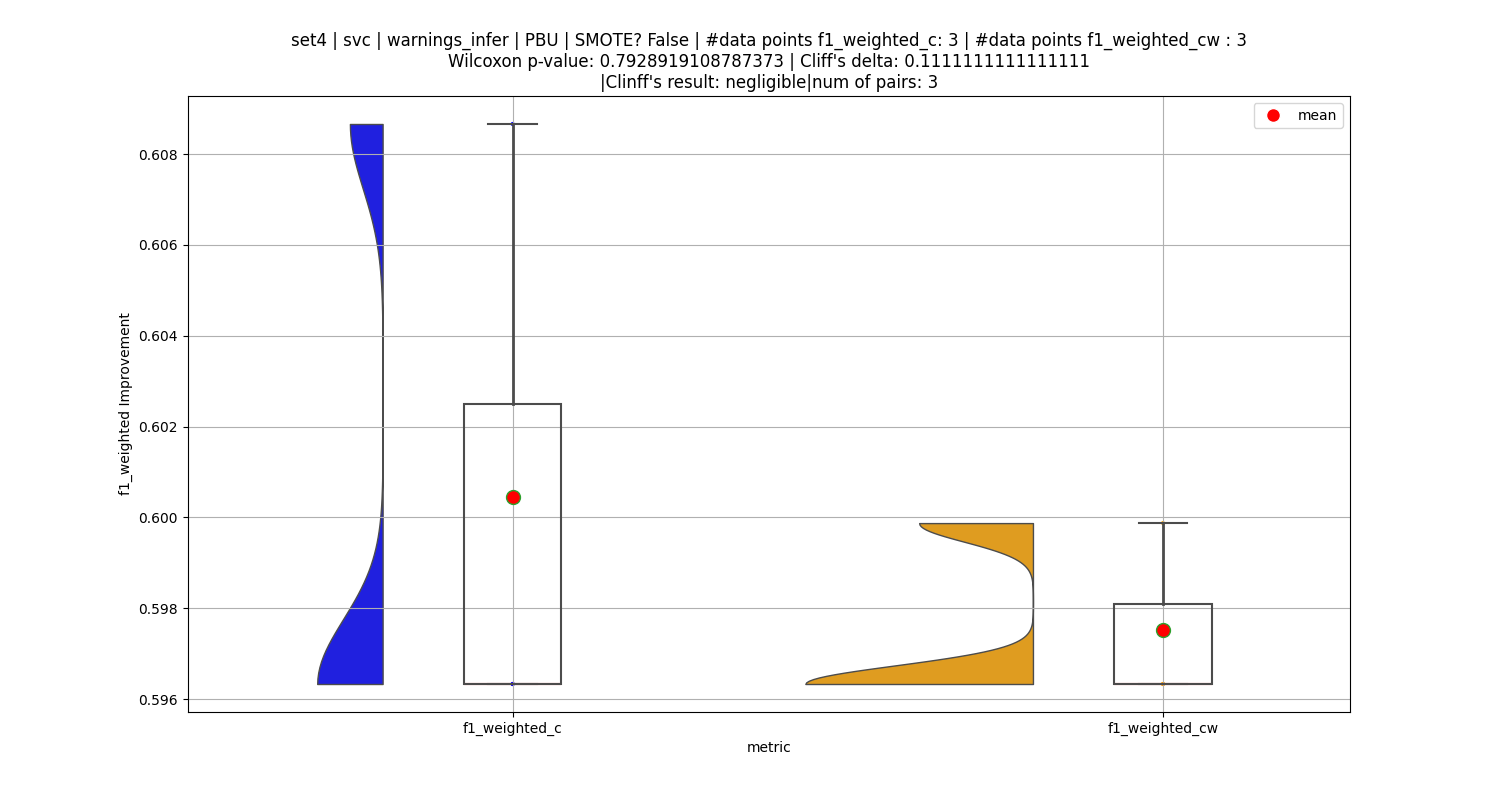 set4 | svc | warnings_infer | PBU | SMOTE? False | #data points f1_weighted_c: 3 | #data points f1_weighted_cw : 3
Wilcoxon p-value: 0.7928919108787373 | Cliff's delta: 0.1111111111111111
|Clinff's result: negligible|num of pairs: 3
mean
0.608
0.606
0.604
0.602
0.600
0.598
0.596
f1_weighted Improvement
f1_weighted_c
f1_weighted_cw
metric